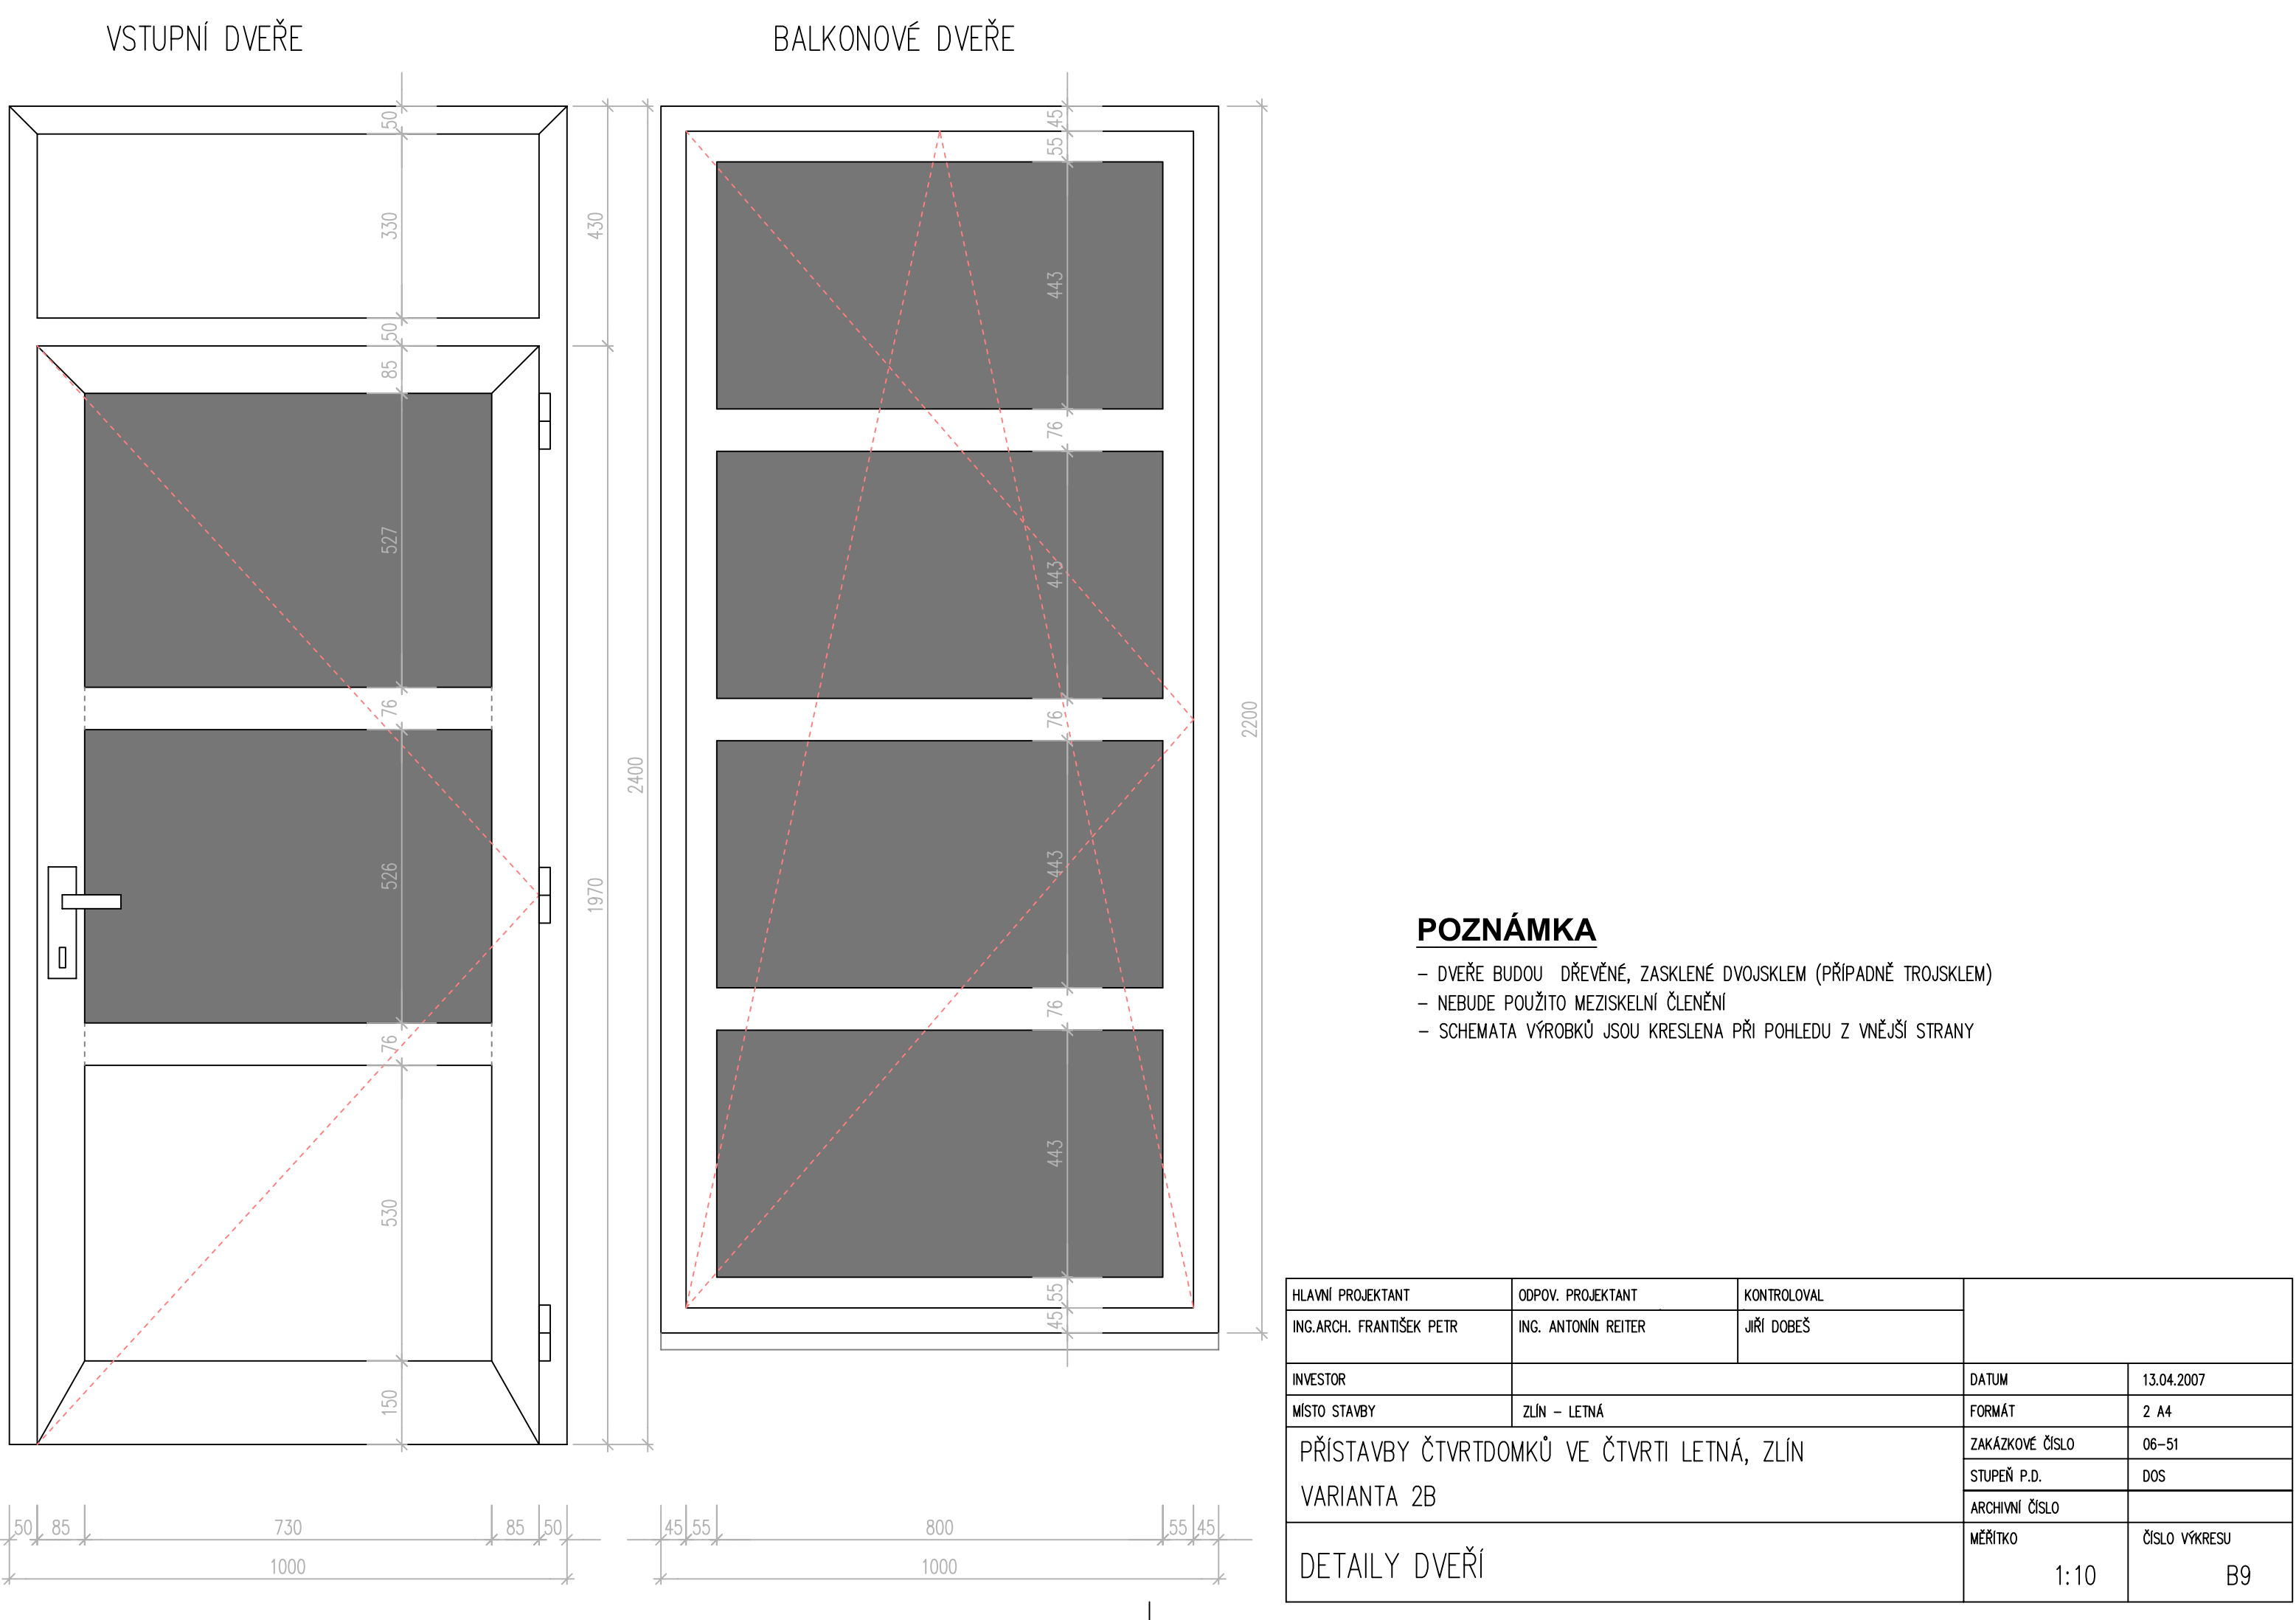 VSTUPNÍ DVEŘE
BALKONOVÉ DVEŘE
50
330
50
85
527
76
526
76
530
150
430
1970
2400
50 85 730 85 50
1000
45
55
443
76
443
76
443
76
443
55
45
2200
45 55 800 55 45
1000
POZNÁMKA
– DVEŘE BUDOU DŘEVĚNÉ, ZASKLENÉ DVOJSKLEM (PŘÍPADNĚ TROJSKLEM)
– NEBUDE POUŽITO MEZISKELNÍ ČLENĚNÍ
– SCHEMATA VÝROBKŮ JSOU KRESLENA PŘI POHLEDU Z VNĚJŠÍ STRANY
HLAVNÍ PROJEKTANT ODPOV. PROJEKTANT KONTROLOVAL
ING.ARCH. FRANTIŠEK PETR ING. ANTONÍN REITER JIŘÍ DOBEŠ
INVESTOR DATUM 13.04.2007
MÍSTO STAVBY ZLÍN – LETNÁ FORMÁT 2 A4
PŘÍSTAVBY ČTVRTDOMKŮ VE ČTVRTI LETNÁ, ZLÍN
VARIANTA 2B
ZAKÁZKOVÉ ČÍSLO 06–51
STUPEŇ P.D. DOS
ARCHIVNÍ ČÍSLO
DETAILY DVEŘÍ
MĚŘÍTKO ČÍSLO VÝKRESU
1:10 B9